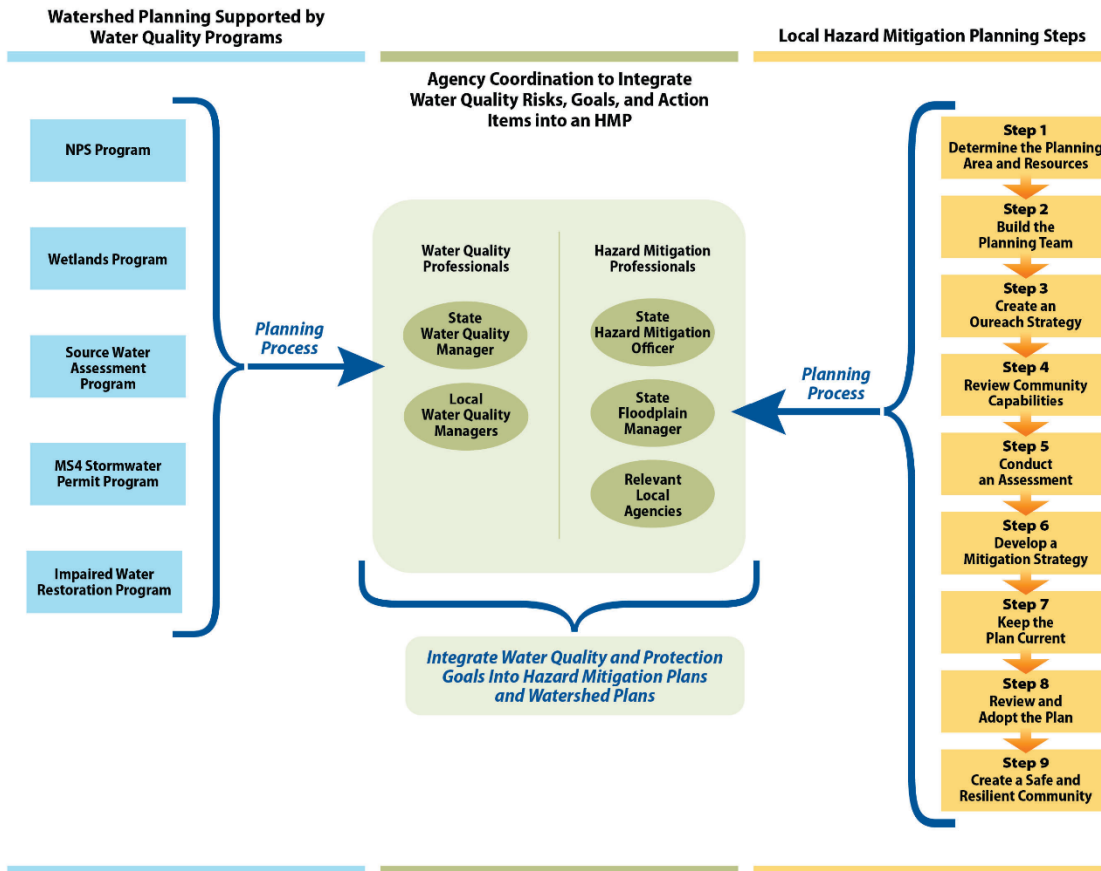 Watershed Planning Supported by
Water Quality Programs
NPS Program
Wetlands Program
Source Water
Assessment
Program
MS4 Stormwater
Permit Program
Impaired Water
Restoration Program
Planning
Process
Agency Coordination to Integrate
Water Quality Risks, Goals, and Action
Items into an HMP
Water Quality
Professionals
State
Water Quality
Manager
Local
Water Quality
Managers
Hazard Mitigation
Professionals
State
Hazard Mitigation
Officer
State
Floodplain
Manager
Relevant
Local
Agencies
Integrate Water Quality and Protection
Goals Into Hazard Mitigation Plans
and Watershed Plans
Planning
Process
Local Hazard Mitigation Planning Steps
Step 1
Determine the Planning
Area and Resources
Step 2
Build the
Planning Team
Step 3
Create an
Oureach Strategy
Step 4
Review Community
Capabilities
Step 5
Conduct
an Assessment
Step 6
Develop a
Mitigation Strategy
Step 7
Keep the
Plan Current
Step 8
Review and
Adopt the Plan
Step 9
Create a Safe and
Resilient Community